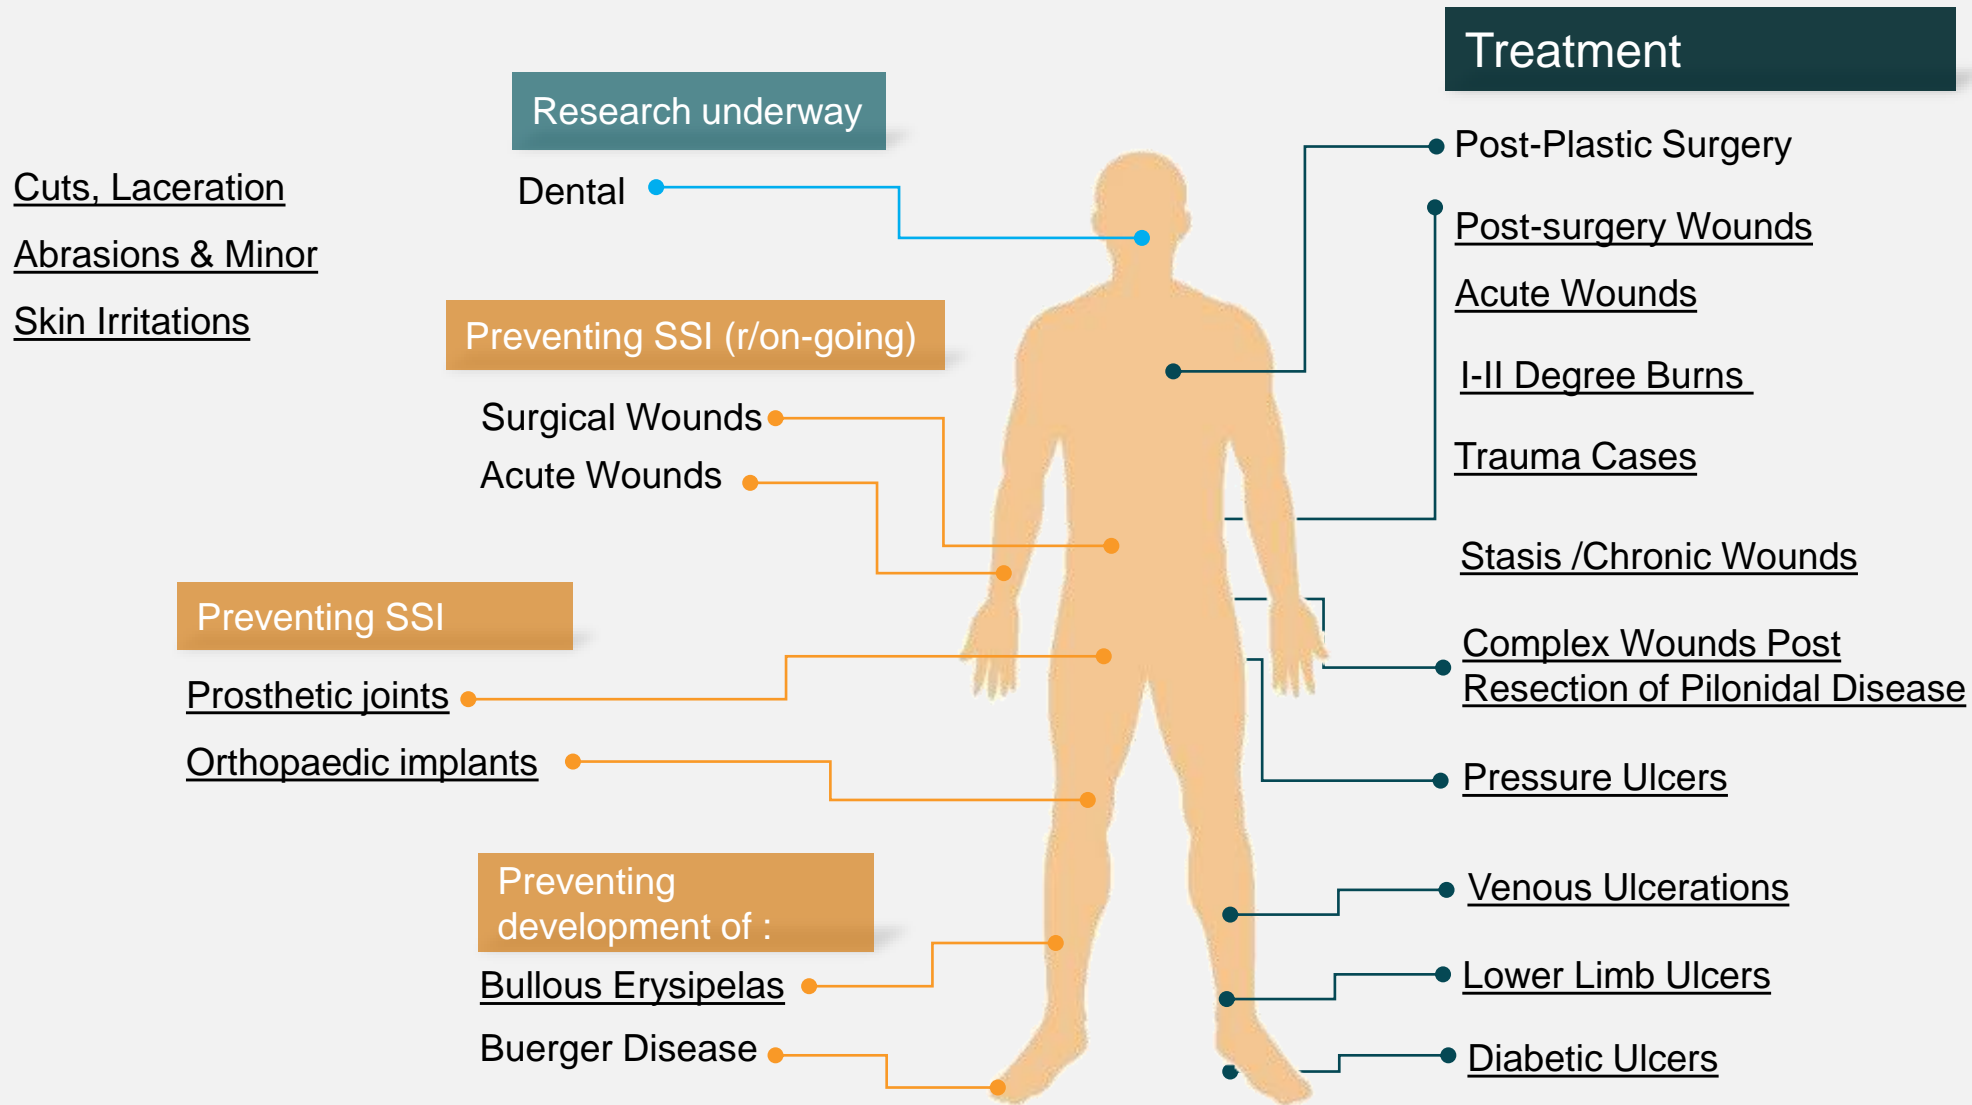 Treatment
Research underway
Post-Plastic Surgery
Cuts, Laceration
Dental
Post-surgery Wounds
Abrasions & Minor
Acute Wounds
Skin Irritations
Preventing SSI (r/on-going)
I-II Degree Burns
Surgical Wounds
Trauma Cases
Acute Wounds
Stasis /Chronic Wounds
Preventing SSI
Complex Wounds Post
Resection of Pilonidal Disease
Prosthetic joints
Orthopaedic implants
Pressure Ulcers
Preventing
development of :
Venous Ulcerations
Bullous Erysipelas
Lower Limb Ulcers
Buerger Disease
Diabetic Ulcers